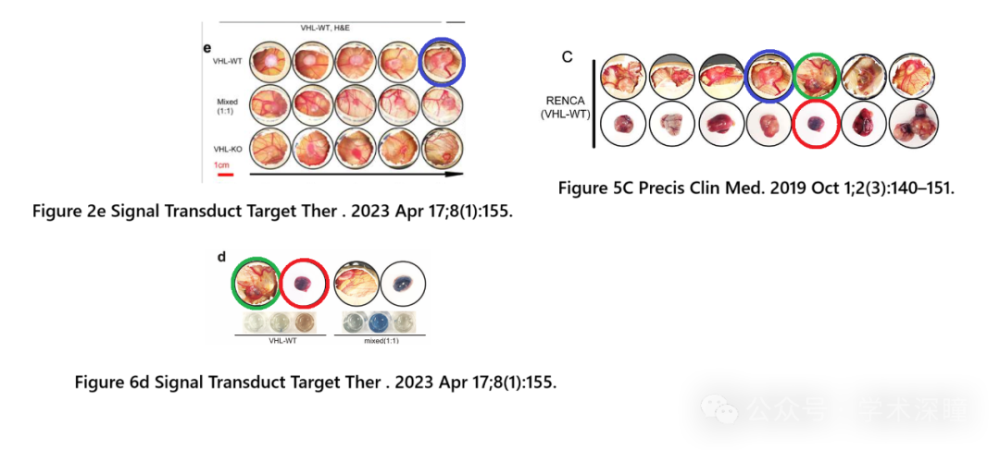 VHL-WT, H&E
e
VHL-WT
Mixed
(1:1)
VHL-KO
1cm
Figure 2e Signal Transduct Target Ther . 2023 Apr 17;8(1):155.
C
RENCA
(VHL-WT)
Figure 5C Precis Clin Med. 2019 Oct 1;2(3):140–151.
d
VHL-WT
mixed(1:1)
Figure 6d Signal Transduct Target Ther . 2023 Apr 17;8(1):155.
公众号 · 学术深瞳